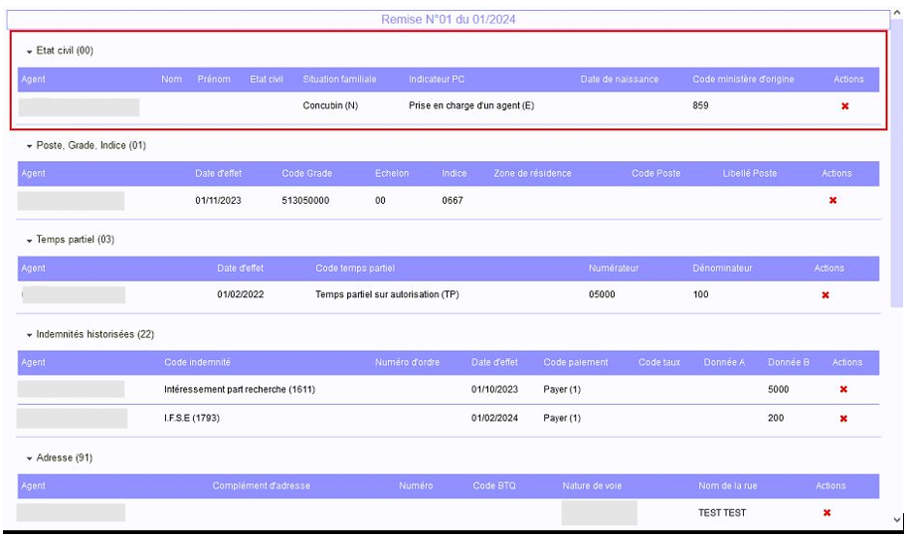 Remise N°01 du 01/2024
Etat civil (00)
Agent Nom Prénom Etat civil Situation familiale Indicateur PC Date de naissance Code ministère d'origine Actions
Concubin (N) Prise en charge d'un agent (E) 859
Poste, Grade, Indice (01)
Agent Date d'effet Code Grade Echelon Indice Zone de résidence Code Poste Libellé Poste Actions
01/11/2023 513050000 00 0667
Temps partiel (03)
Agent Date d'effet Code temps partiel Numérateur Dénominateur Actions
01/02/2022 Temps partiel sur autorisation (TP) 05000 100
Indemnités historisées (22)
Agent Code indemnité Numéro d'ordre Date d'effet Code paiement Code taux Donnée A Donnée B Actions
Intéressement part recherche (1611) 01/10/2023 Payer (1) 5000
I.F.S.E (1793) 01/02/2024 Payer (1) 200
Adresse (91)
Agent Complément d'adresse Numéro Code BTQ Nature de voie Nom de la rue Actions
TEST TEST